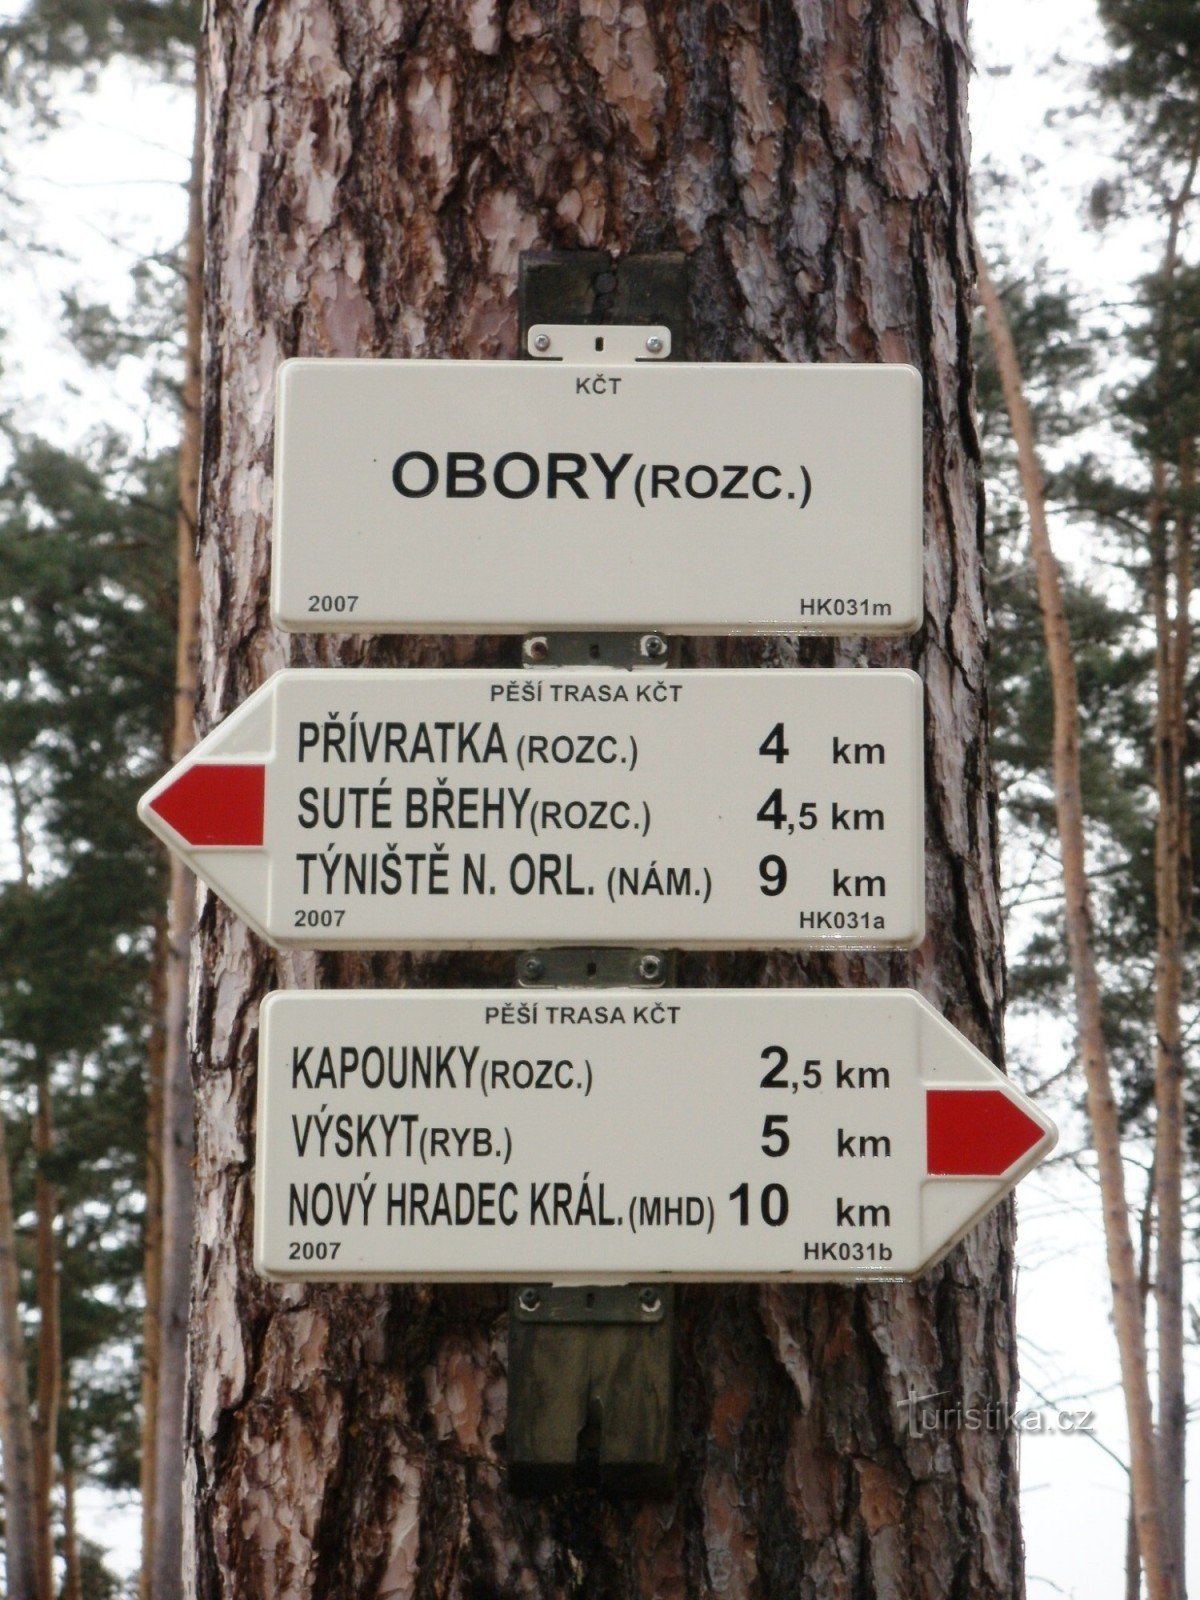 KČT
OBORY(ROZC.)
2007 HK031m
PĚŠÍ TRASA KČT
PŘÍVRATKA (ROZC.) 4 km
SUTÉ BŘEHY(ROZC.) 4,5 km
TÝNIŠTĚ N. ORL. (NÁM.) 9 km
2007 HK031a
PĚŠÍ TRASA KČT
KAPOUNKY(ROZC.) 2,5 km
VÝSKYT(RYB.) 5 km
NOVÝ HRADEC KRÁL.(MHD) 10 km
2007 HK031b
Turistika.cz